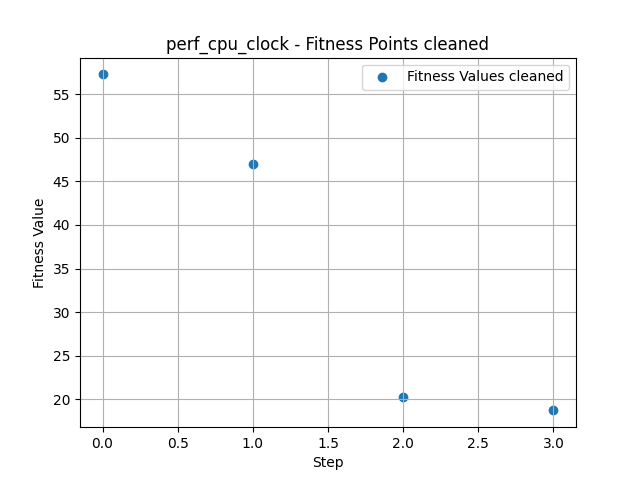 perf_cpu_clock - Fitness Points cleaned
Fitness Values cleaned
Fitness Value
55
50
45
40
35
30
25
20
0.0 0.5 1.0 1.5 2.0 2.5 3.0
Step